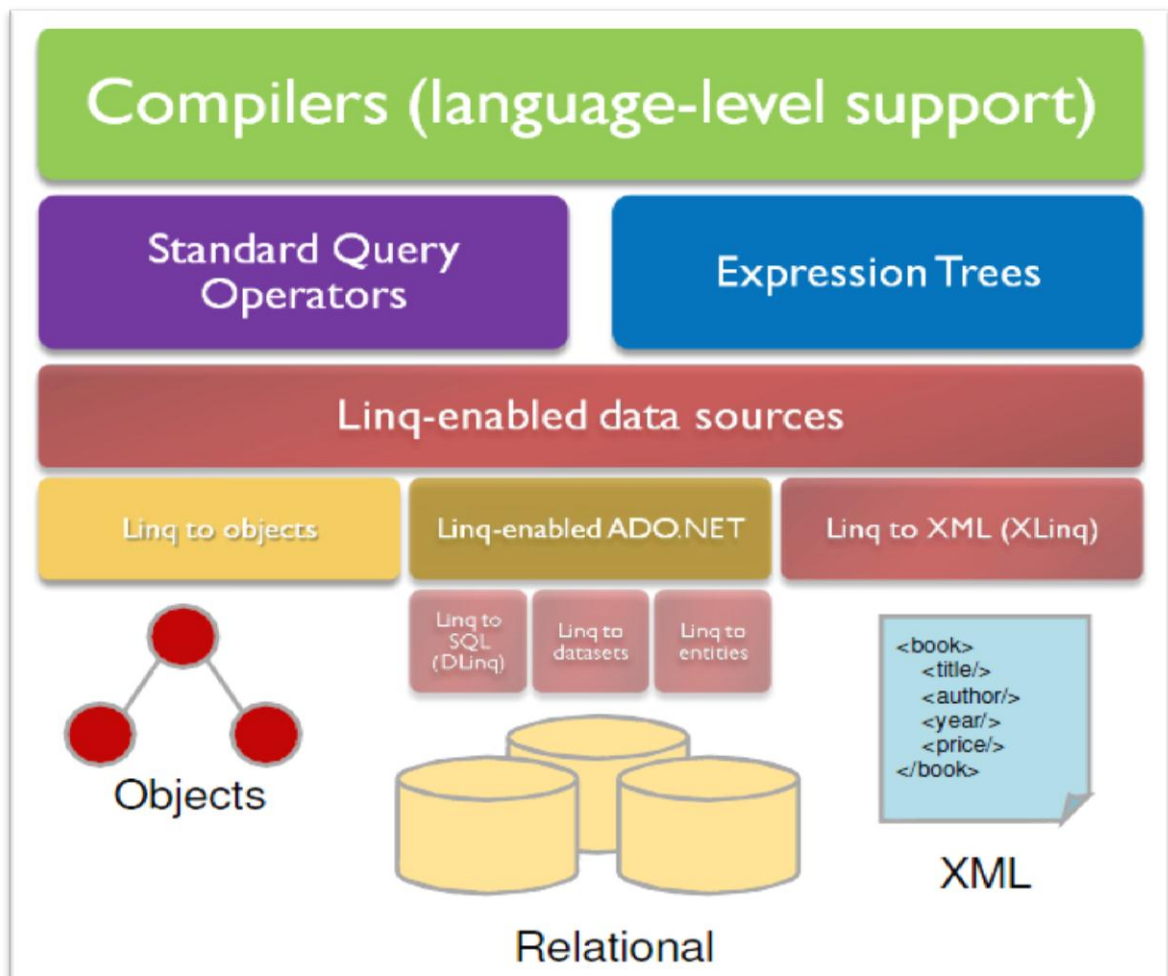 Compilers (language-level support)
Standard Query
Operators
Expression Trees
Linq-enabled data sources
Linq to objects
Linq-enabled ADO.NET
Linq to XML (XLinq)
Linq to
SQL
(DLinq)
Linq to
datasets
Linq to
entities
<book>
<title/>
<author/>
<year/>
<price/>
</book>
Objects
XML
Relational